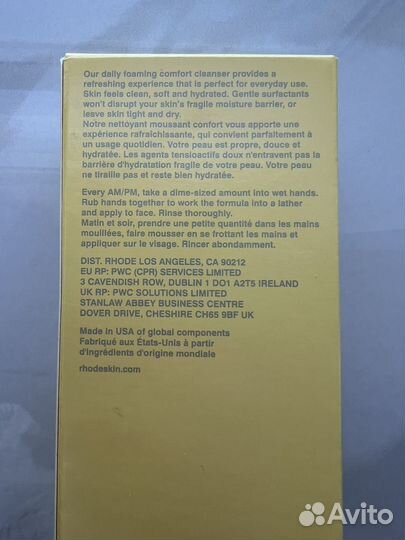 Our daily foaming comfort cleanser provides a
refreshing experience that is perfect for everyday use.
Skin feels clean, soft and hydrated. Gentle surfactants
won't disrupt your skin's fragile moisture barrier, or
leave skin tight and dry.
Notre nettoyant moussant confort vous apporte une
expérience rafraichissante, qui convient parfaitement à
un usage quotidien. Votre peau est propre, douce et
hydratée. Les agents tensioactifs doux n'entravent pas la
barrière d'hydratation fragile de votre peau. Votre peau
ne tiraille pas et reste bien hydratée.
Every AM/PM, take a dime-sized amount into wet hands.
Rub hands together to work the formula into a lather
and apply to face. Rinse thoroughly.
Matin et soir, prendre une petite quantité dans les mains
mouillées, faire mousser en se frottant les mains et
appliquer sur le visage. Rincer abondamment.
DIST. RHODE LOS ANGELES, CA 90212
EU RP: PWC (CPR) SERVICES LIMITED
3 CAVENDISH ROW, DUBLIN 1 DO1 A2T5 IRELAND
UK RP: PWC SOLUTIONS LIMITED
STANLAW ABBEY BUSINESS CENTRE
DOVER DRIVE, CHESHIRE CH65 9BF UK
Made in USA of global components
Fabriqué aux États-Unis à partir
d'ingrédients d'origine mondiale
rhodeskin.com
Avito